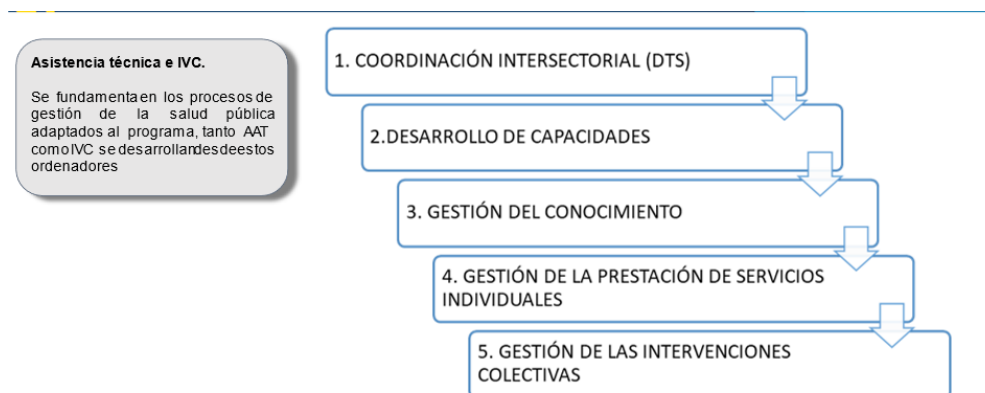 Asistencia técnica e IVC.
Se fundamenta en los procesos de
gestión de la salud pública
adaptados al programa, tanto AAT
como IVC se desarrollan desde estos
ordenadores
1. COORDINACIÓN INTERSECTORIAL (DTS)
2.DESARROLLO DE CAPACIDADES
3. GESTIÓN DEL CONOCIMIENTO
4. GESTIÓN DE LA PRESTACIÓN DE SERVICIOS
INDIVIDUALES
5. GESTIÓN DE LAS INTERVENCIONES
COLECTIVAS